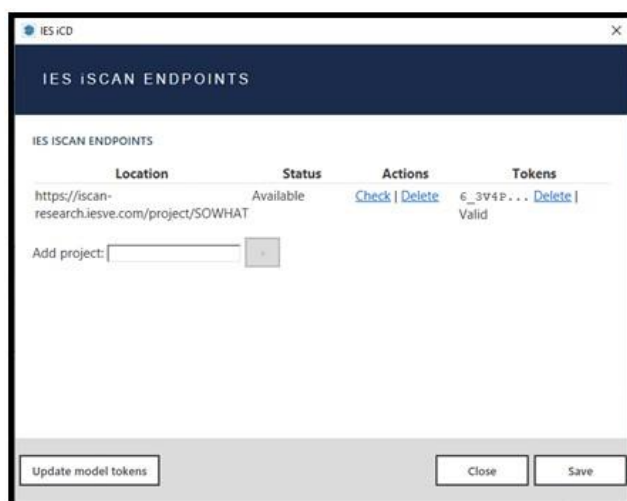 IES iCD
IES iSCAN ENDPOINTS
IES ISCAN ENDPOINTS
Location Status Actions Tokens
https://iscan- Available Check | Delete 6_3V4P... Delete |
research.iesve.com/project/SOWHAT Valid
Add project:
Update model tokens Close Save